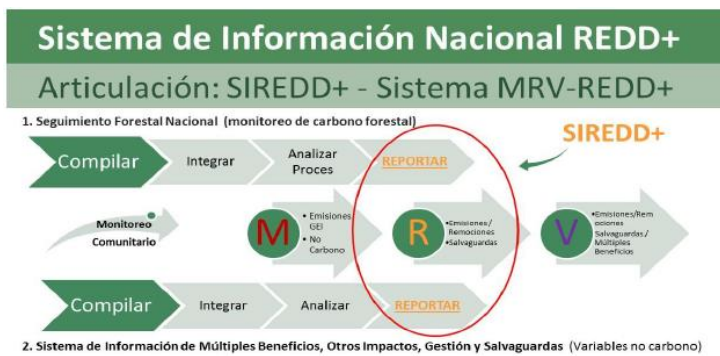 Sistema de Información Nacional REDD+
Articulación: SIREDD+ - Sistema MRV-REDD+
1. Seguimiento Forestal Nacional (monitoreo de carbono forestal)
SIREDD+
Compilar
Integrar
Analizar
Proces
REPORTAR
Monitoreo
Comunitario
M
• Emisiones
GEI
• No
Carbono
R
•Emisiones/
Remociones
•Salvaguardas
V
•Emisiones/Rem
ociones
Salvaguardas/
Múltiples
Beneficios
Compilar
Integrar
Analizar
REPORTAR
2. Sistema de Información de Múltiples Beneficios, Otros Impactos, Gestión y Salvaguardas (Variables no carbono)